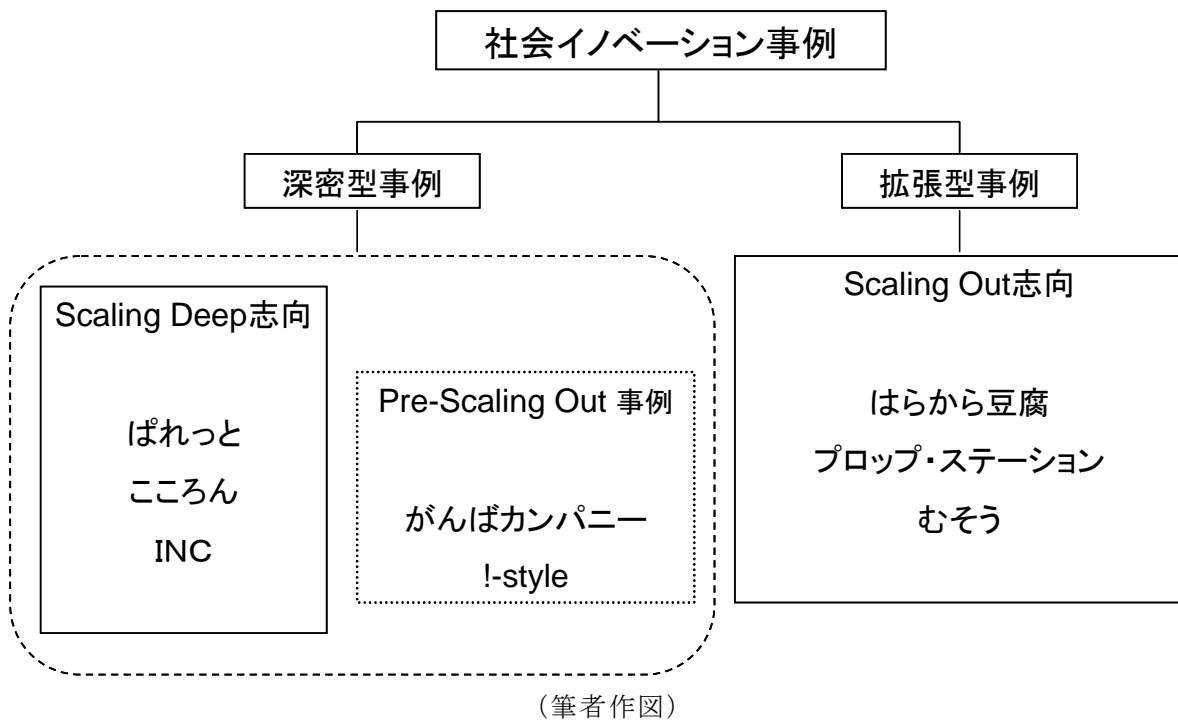 社会イノベーション事例
深密型事例
拡張型事例
Scaling Deep志向
ぱれっと
こころん
INC
Pre-Scaling Out 事例
がんばカンパニー
!-style
Scaling Out志向
はらから豆腐
プロップ・ステーション
むそう
（筆者作図）